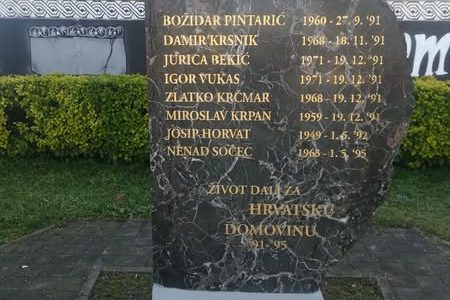 BOŽIDAR PINTARIĆ 1960 - 27. 9. '91
DAMIR KRSNIK 1968 - 18. 11. '91
JURICA BEKIĆ 1971 - 19. 12. '91
IGOR VUKAS 1971 - 19. 12. '91
ZLATKO KRČMAR 1968 - 19. 12. '91
MIROSLAV KRPAN 1959 - 19. 12. '91
JOSIP HORVAT 1949 - 1. 5. '92
NENAD SOČEC 1963 - 1. 5. '95
ŽIVOT DALI ZA
HRVATSKU
DOMOVINU
'91 - '95